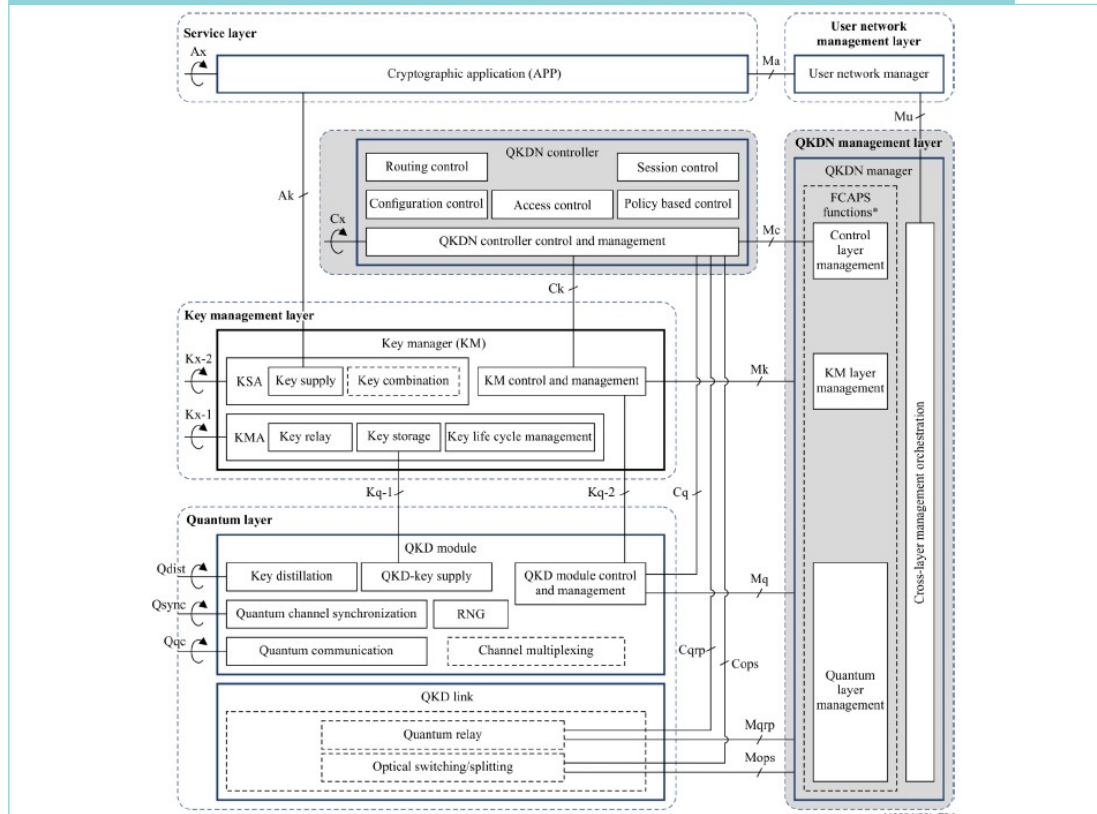 Service layer
User network
management layer
Ax
Cryptographic application (APP)
Ma
User network manager
Mu
QKDN controller
Routing control
Session control
Configuration control
Access control
Policy based control
QKDN controller control and management
Cx
Ak
Mc
Ck
QKDN management layer
QKDN manager
FCAPS
functions*
Control
layer
management
Key management layer
Key manager (KM)
Kx-2
KSA
Key supply
Key combination
KM control and management
Mk
KM layer
management
Kx-1
KMA
Key relay
Key storage
Key life cycle management
Cross-layer management orchestration
Kq-1
Kq-2
Cq
Quantum layer
QKD module
Qdist
Key distillation
QKD-key supply
QKD module control
and management
Mq
Qsync
Quantum channel synchronization
RNG
Qqc
Quantum communication
Channel multiplexing
Cqrp
Cops
Quantum
layer
management
QKD link
Quantum relay
Mqrp
Optical switching/splitting
Mops